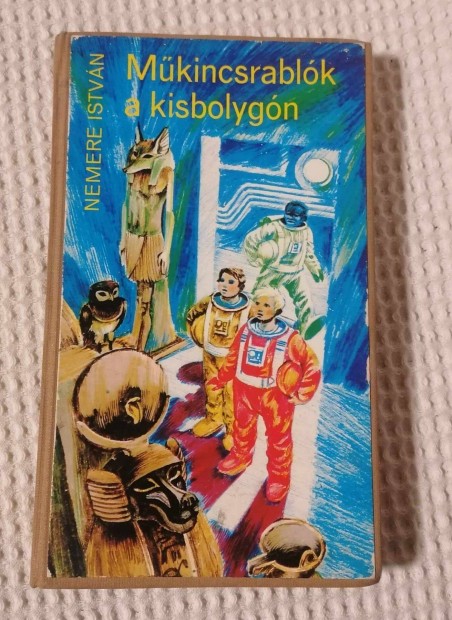 NEMERE ISTVÁN
Műkincsrablók
a kisbolygón